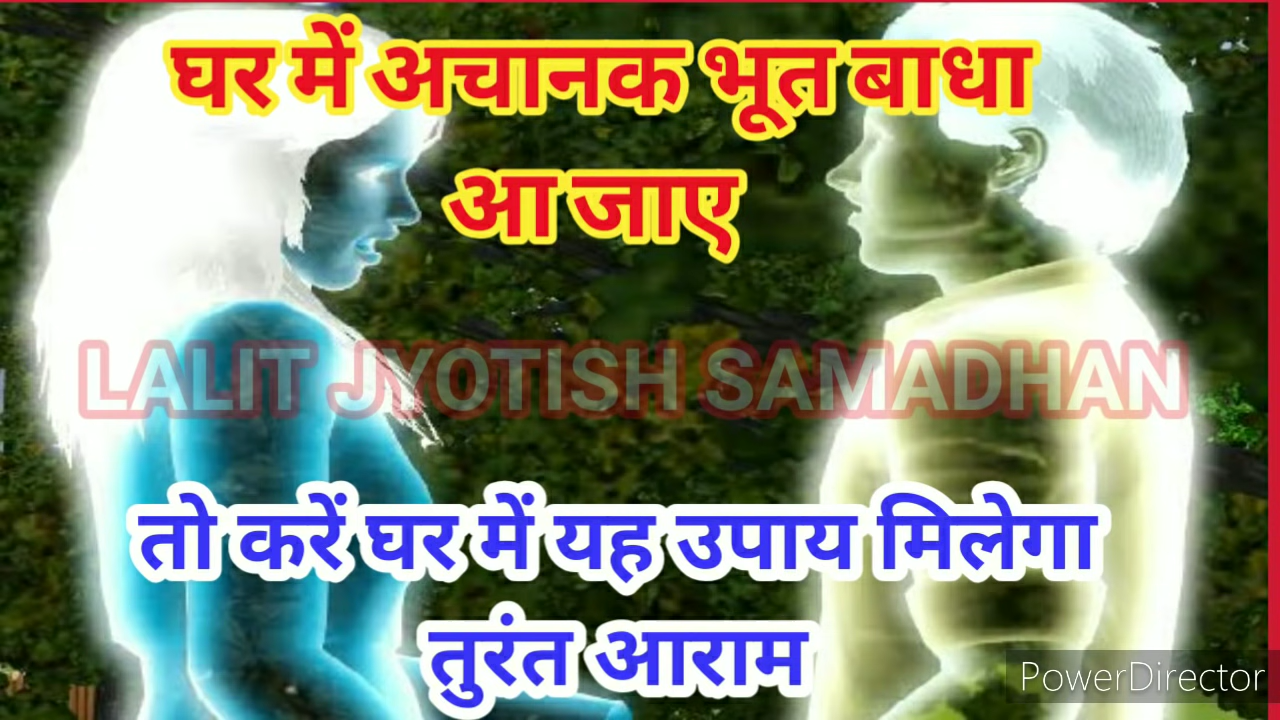 घर में अचानक भूत बाधा
आ जाए
LALIT JYOTISH SAMADHAN
तो करें घर में यह उपाय मिलेगा
तुरंत आराम
PowerDirector